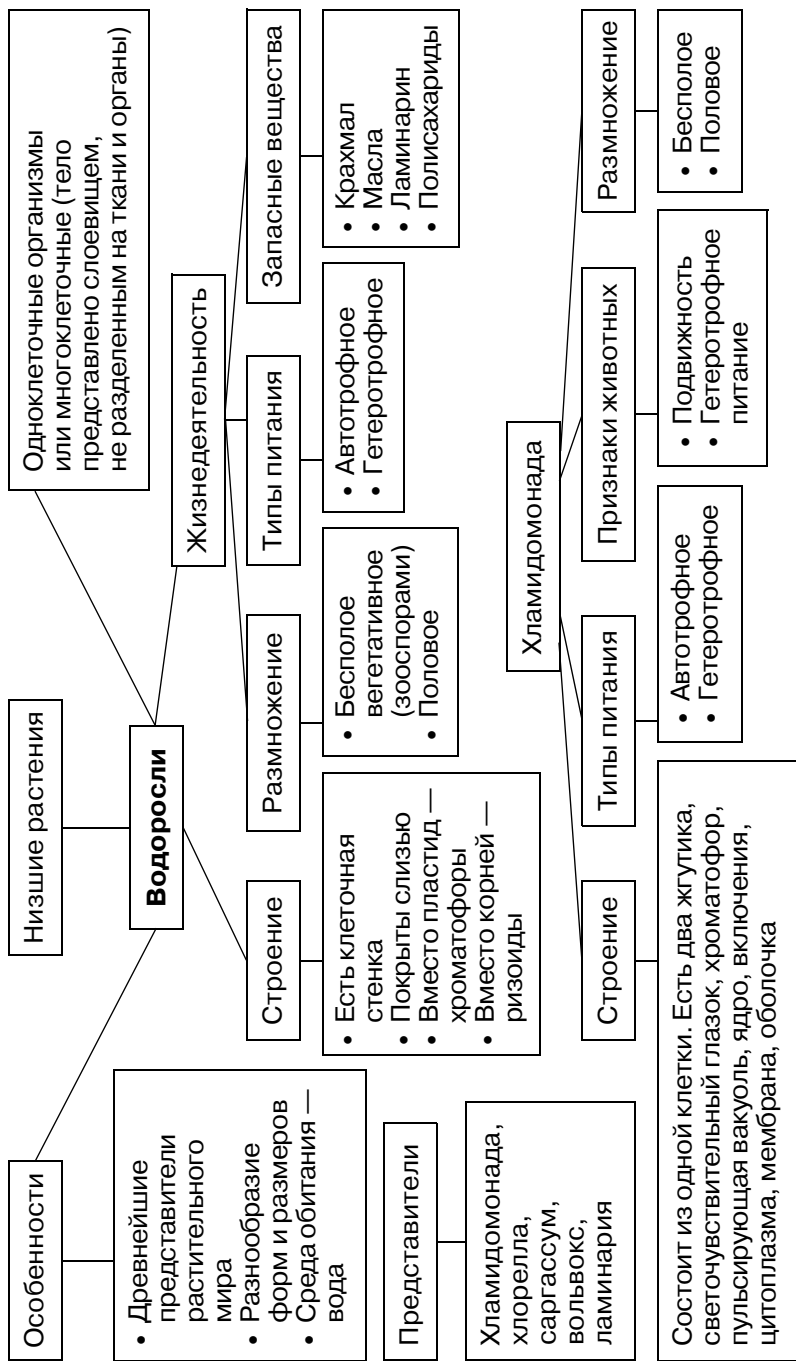 Низшие растения
Водоросли
Одноклеточные организмы
или многоклеточные (тело
представлено слоевищем,
не разделенным на ткани и органы)
Особенности
• Древнейшие
представители
растительного
мира
• Разнообразие
форм и размеров
• Среда обитания —
вода
Строение
• Есть клеточная
стенка
• Покрыты слизью
• Вместо пластид —
хроматофоры
• Вместо корней —
ризоиды
Жизнедеятельность
Размножение
• Бесполое
вегетативное
(зооспорами)
• Половое
Типы питания
• Автотрофное
• Гетеротрофное
Запасные вещества
• Крахмал
• Масла
• Ламинарин
• Полисахариды
Представители
Хламидомонада,
хлорелла,
саргассум,
вольвокс,
ламинария
Хламидомонада
Строение
Состоит из одной клетки. Есть два жгутика,
светочувствительный глазок, хроматофор,
пульсирующая вакуоль, ядро, включения,
цитоплазма, мембрана, оболочка
Типы питания
• Автотрофное
• Гетеротрофное
Признаки животных
• Подвижность
• Гетеротрофное
питание
Размножение
• Бесполое
• Половое